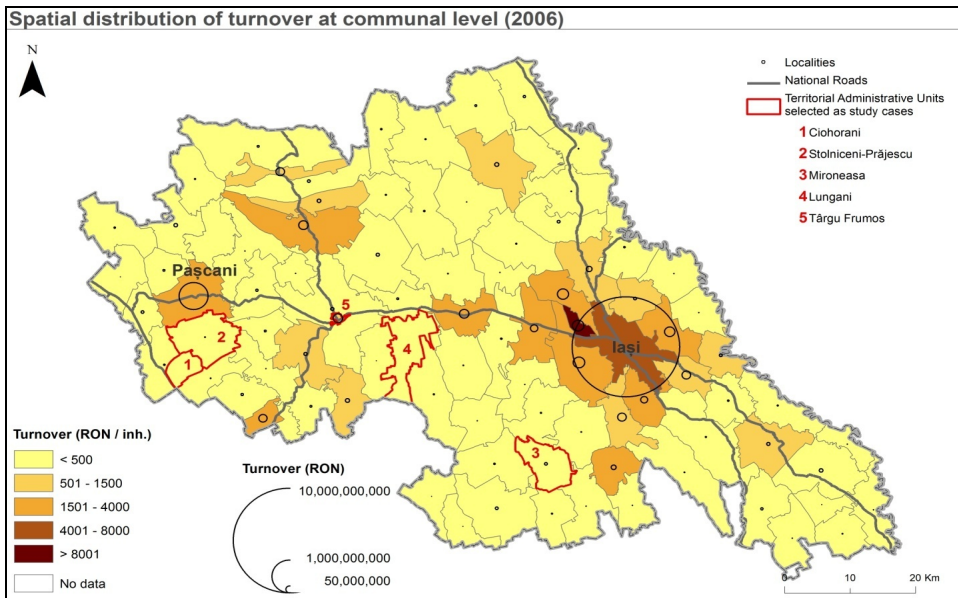 Spatial distribution of turnover at communal level (2006)
N
Localities
National Roads
Territorial Administrative Units
selected as study cases
1 Ciohorani
2 Stolniceni-Prăjescu
3 Mironeasa
4 Lungani
5 Târgu Frumos
Pașcani
5
2
4
1
Iași
3
Turnover (RON / inh.)
< 500
501 - 1500
1501 - 4000
4001 - 8000
> 8001
No data
Turnover (RON)
10,000,000,000
1,000,000,000
50,000,000
0 10 20 Km